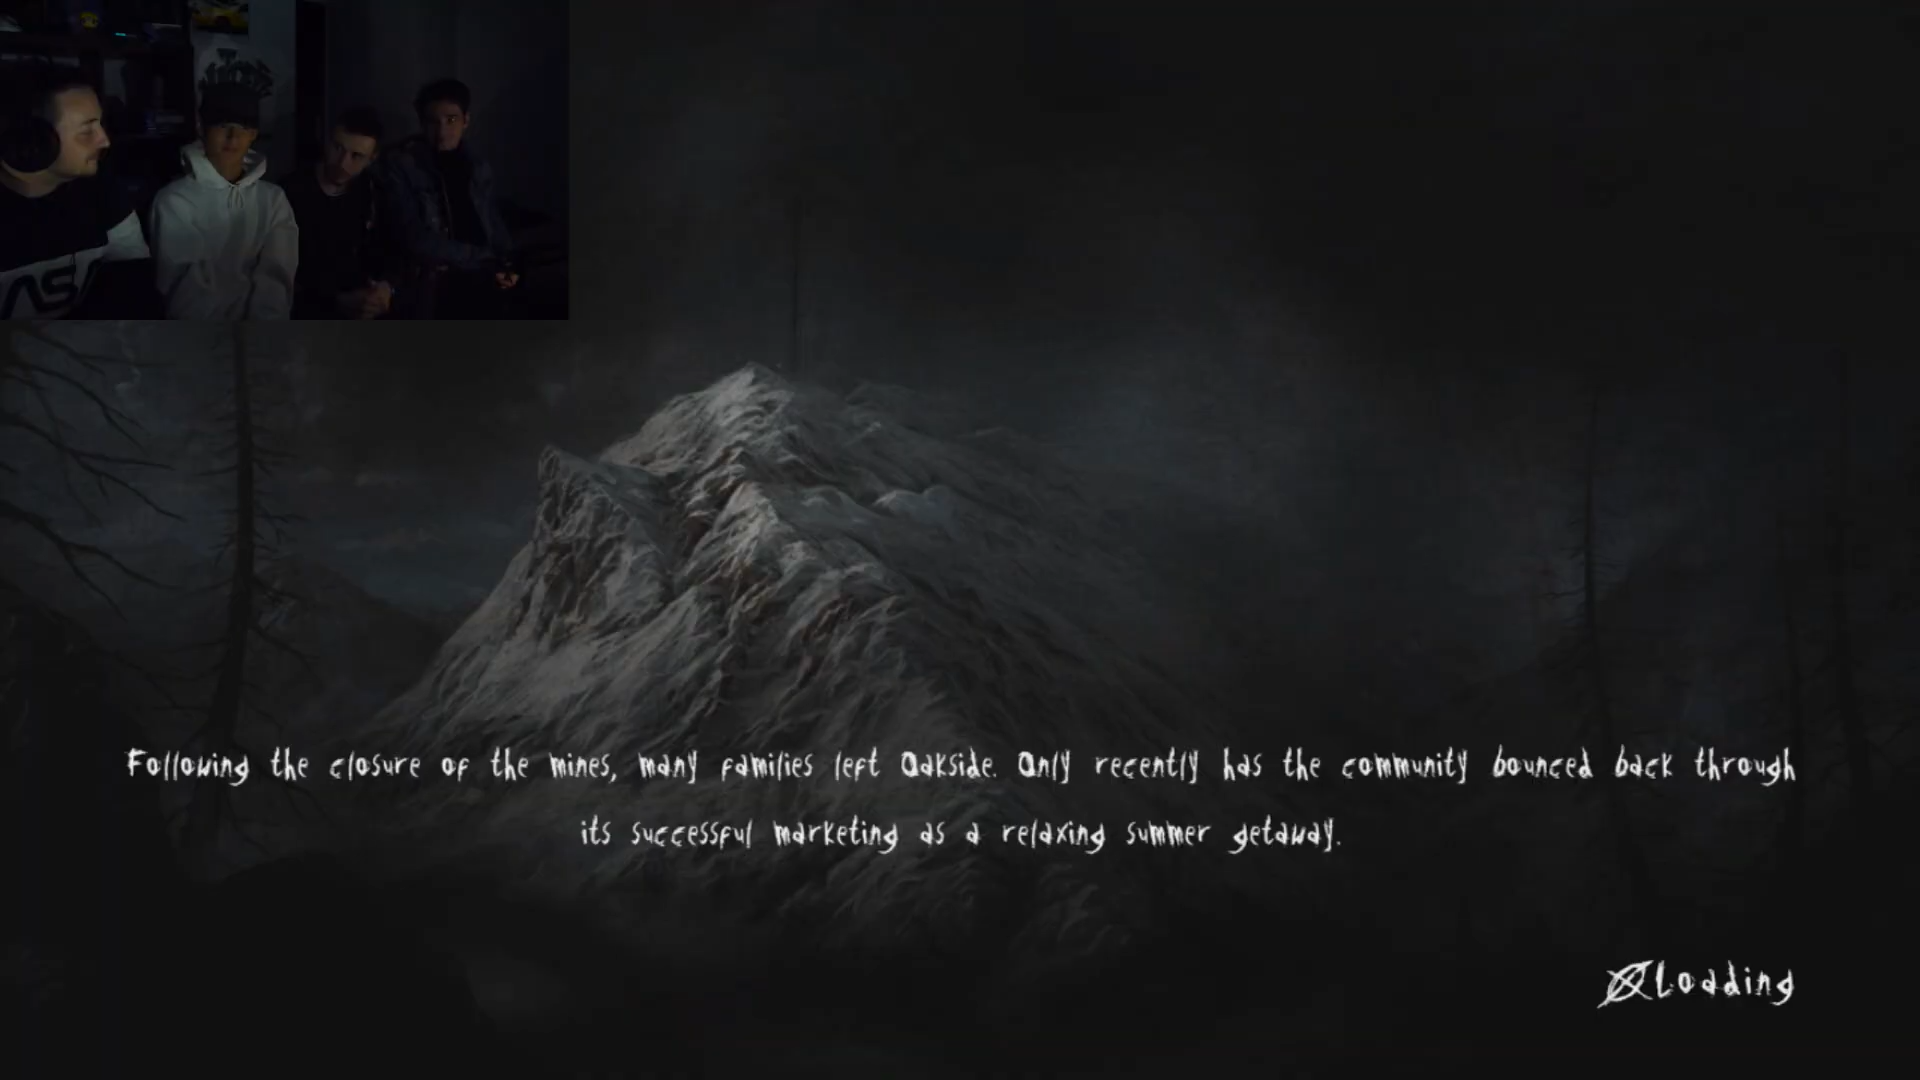 Following the closure of the mines, many families left Oakside. Only recently has the community bounced back through
its successful marketing as a relaxing summer getaway.
Loading